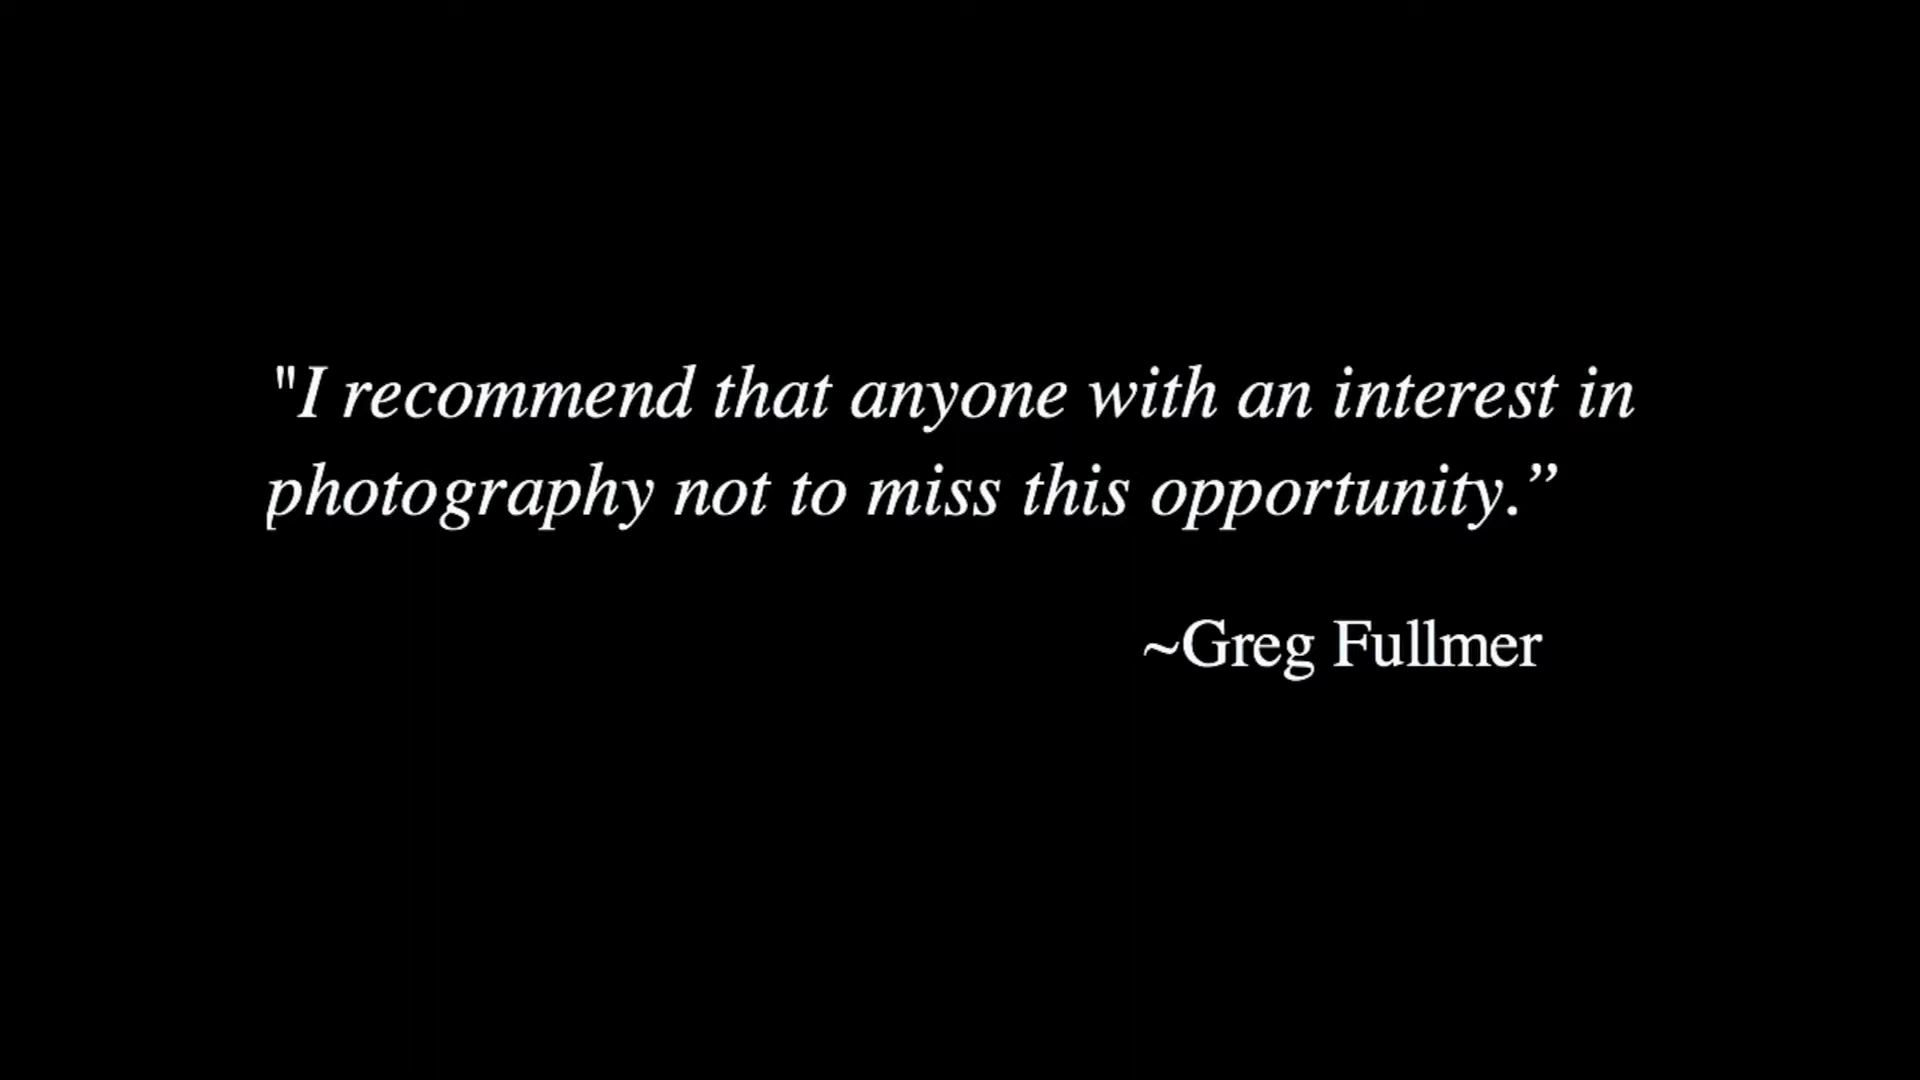 "I recommend that anyone with an interest in
photography not to miss this opportunity.”
~Greg Fullmer